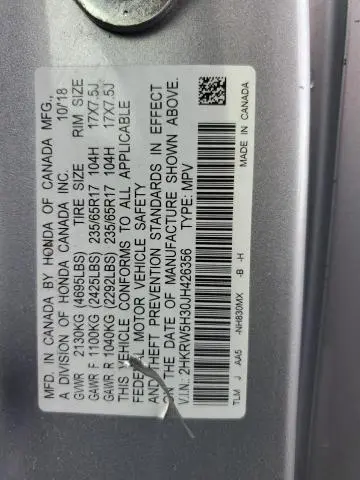 MFD. IN CANADA BY HONDA OF CANADA MFG.,
A DIVISION OF HONDA CANADA INC. 10/18
GVWR 2130KG (4695LBS) TIRE SIZE RIM SIZE
GAWR F 1100KG (2425LBS) 235/65R17 104H 17X7.5J
GAWR R 1040KG (2292LBS) 235/65R17 104H 17X7.5J
THIS VEHICLE CONFORMS TO ALL APPLICABLE
FEDERAL MOTOR VEHICLE SAFETY
AND THEFT PREVENTION STANDARDS IN EFFECT
ON THE DATE OF MANUFACTURE SHOWN ABOVE.
V.I.N.: 2HKRW5H30JH426356 TYPE: MPV
TLM J AA5 -NH830MX -B -H MADE IN CANADA